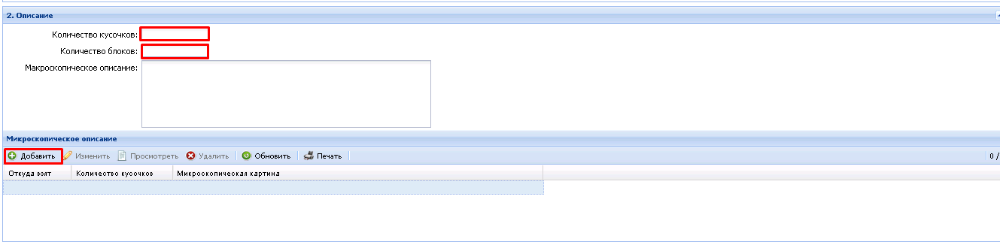 2. Описание
Количество кусочков:
Количество блоков:
Макроскопическое описание:
Микроскопическое описание
Добавить Изменить Просмотреть Удалить Обновить Печать 0 /
Откуда взят Количество кусочков Микроскопическая картина